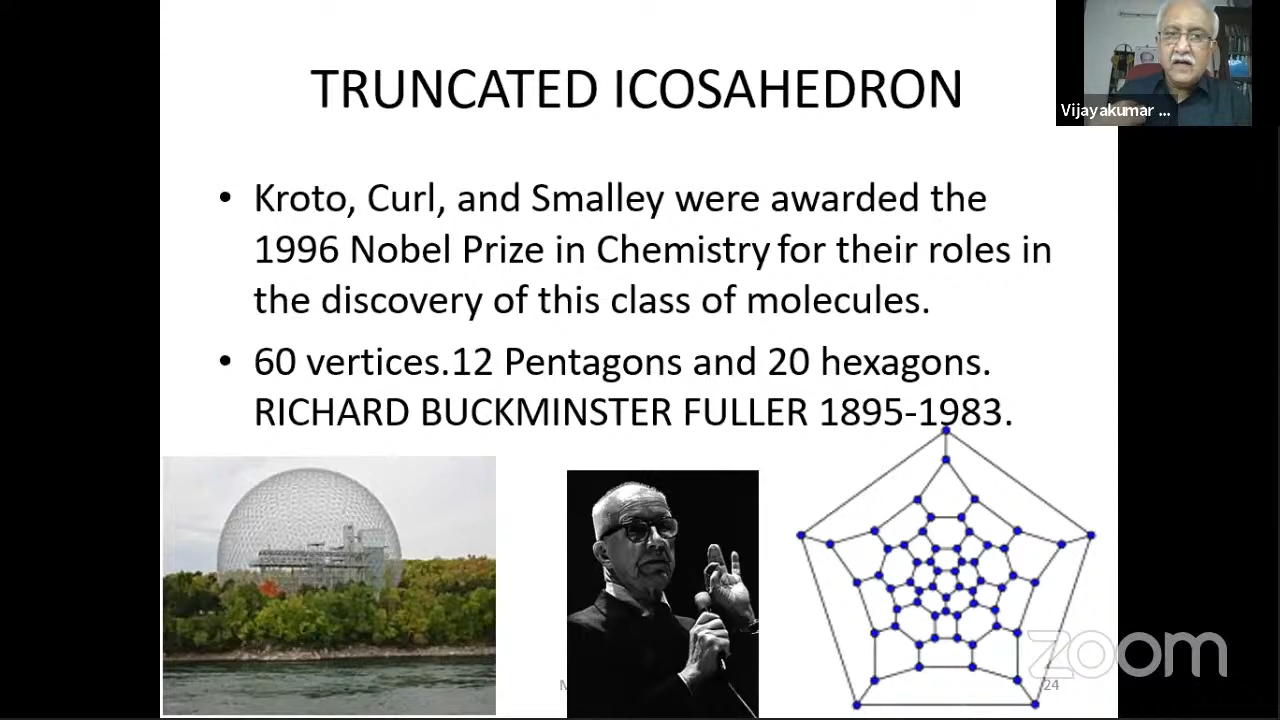 TRUNCATED ICOSAHEDRON
Vijayakumar ...
• Kroto, Curl, and Smalley were awarded the
1996 Nobel Prize in Chemistry for their roles in
the discovery of this class of molecules.
• 60 vertices.12 Pentagons and 20 hexagons.
RICHARD BUCKMINSTER FULLER 1895-1983.
zoom
24